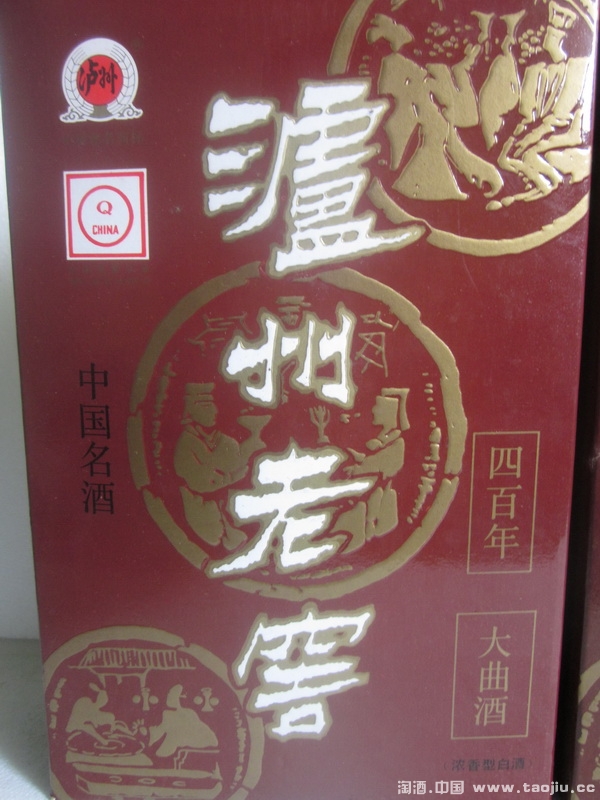 泸州
Q
CHINA
瀘州老窖
中国名酒
四百年
大曲酒
(浓香型白酒)
淘酒.中国 www.taojiu.cc